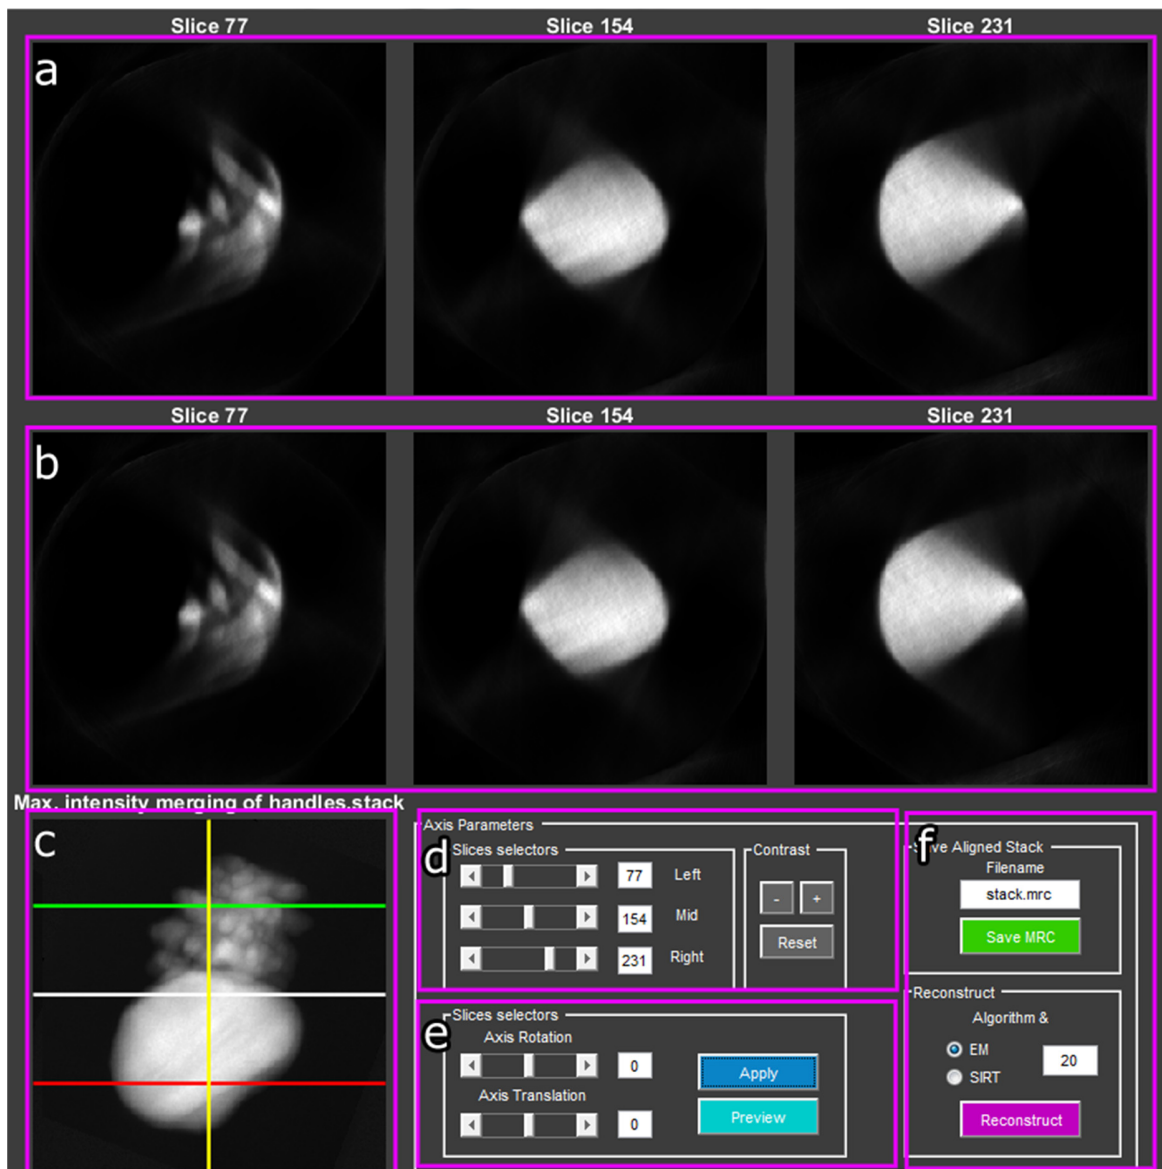 Slice 77 Slice 154 Slice 231
a
Slice 77 Slice 154 Slice 231
b
Max. intensity merging of handles.stack
c
Axis Parameters
d
Slices selectors
77 Left
154 Mid
231 Right
Contrast
- +
Reset
e
Slices selectors
Axis Rotation
0
Axis Translation
0
Apply
Preview
f
Aligned Stack
Filename
stack.mrc
Save MRC
Reconstruct
Algorithm &
EM
20
SIRT
Reconstruct